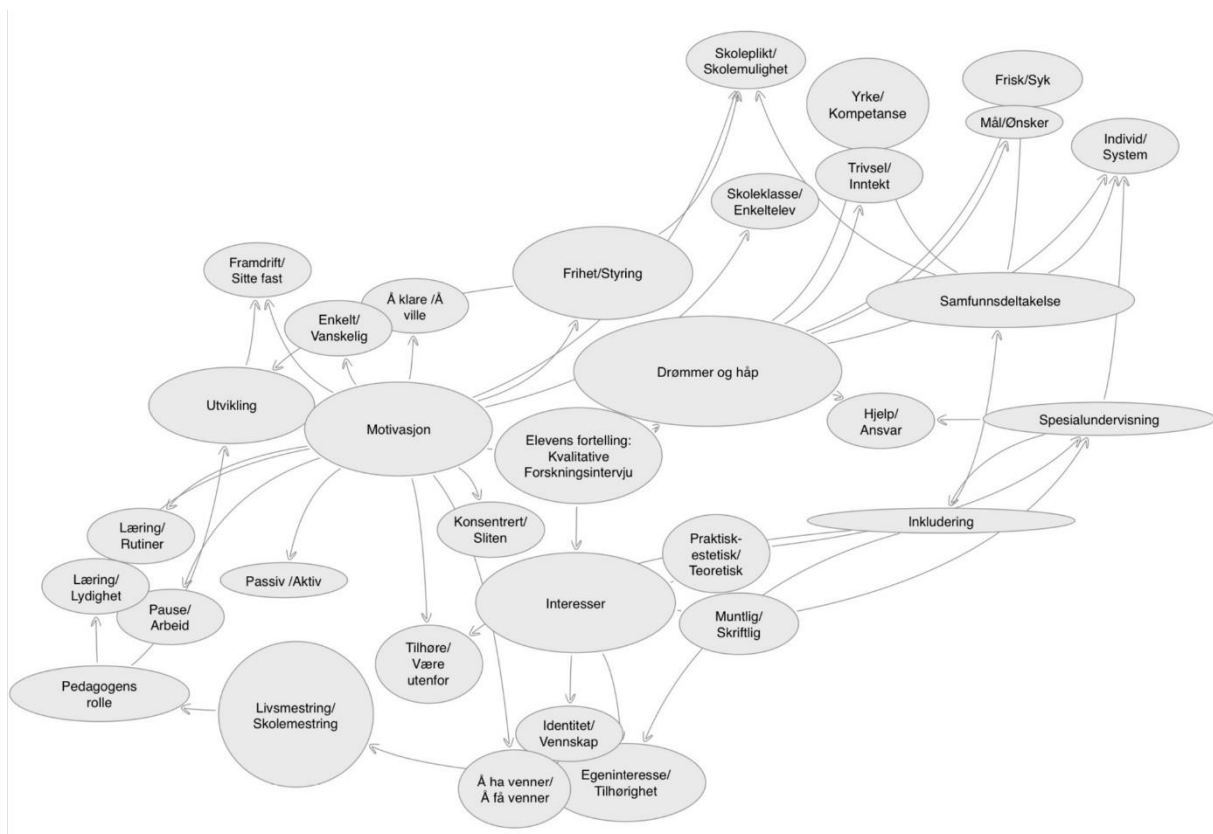 Skoleplikt/
Skolemulighet
Frisk/Syk
Yrke/
Kompetanse
Mål/Ønsker
Individ/
System
Trivsel/
Inntekt
Skoleklasse/
Enkeltelev
Framdrift/
Sitte fast
Frihet/Styring
Å klare /Å
ville
Samfunnsdeltakelse
Enkelt/
Vanskelig
Drømmer og håp
Utvikling
Motivasjon
Hjelp/
Ansvar
Spesialundervisning
Elevens fortelling:
Kvalitative
Forskningsintervju
Læring/
Rutiner
Konsentrert/
Sliten
Inkludering
Praktisk-
estetisk/
Teoretisk
Læring/
Lydighet
Passiv /Aktiv
Interesser
Pause/
Arbeid
Muntlig/
Skriftlig
Tilhøre/
Være
utenfor
Pedagogens
rolle
Livsmestring/
Skolemestring
Identitet/
Vennskap
Å ha venner/
Å få venner
Egeninteresse/
Tilhørighet